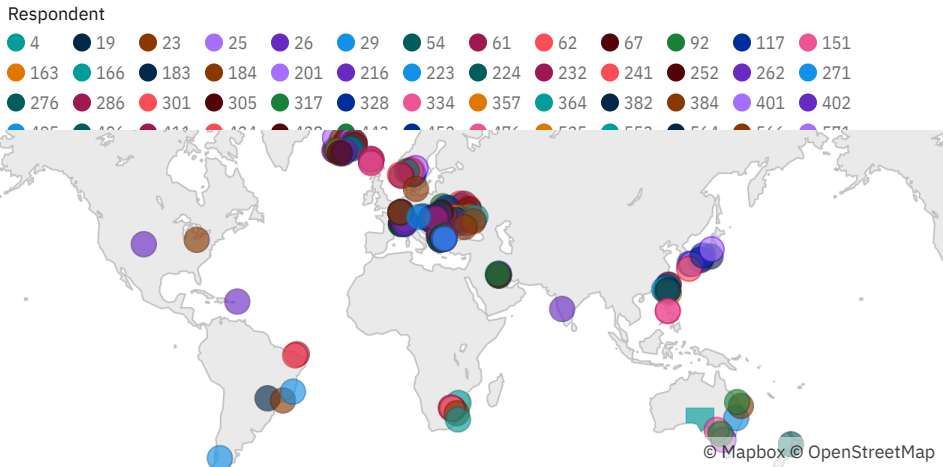 Respondent
4 19 23 25 26 29 54 61 62 67 92 117 151
163 166 183 184 201 216 223 224 232 241 252 262 271
276 286 301 305 317 328 334 357 364 382 384 401 402
© Mapbox © OpenStreetMap